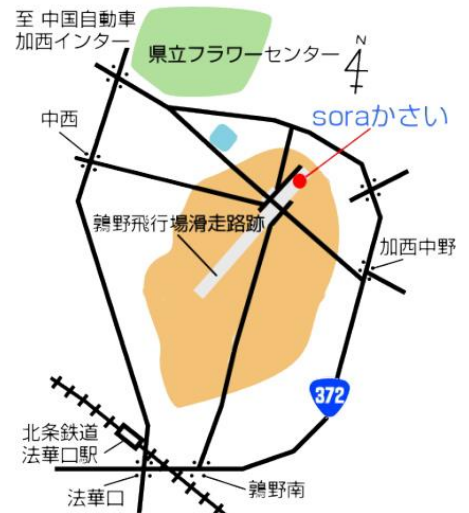 至 中国自動車
加西インター
県立フラワーセンター
N
soraかさい
中西
鶉野飛行場滑走路跡
加西中野
372
北条鉄道
法華口駅
法華口
鶉野南